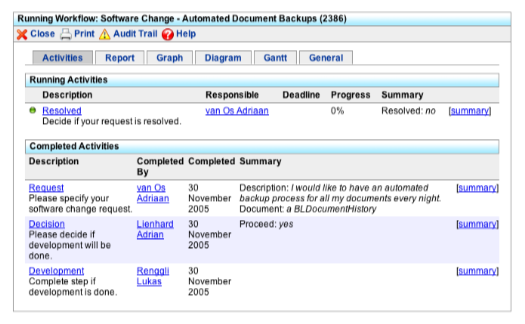 Running Workflow: Software Change - Automated Document Backups (2386)
Close Print Audit Trail Help
Activities Report Graph Diagram Gantt General
Running Activities
Description Responsible Deadline Progress Summary
Resolved van Os Adriaan 0% Resolved: no [summary]
Decide if your request is resolved.
Completed Activities
Description Completed Completed Summary
By
Request van Os 30 Description: I would like to have an automated [summary]
Please specify your Adriaan November backup process for all my documents every night.
software change request. 2005 Document: a BLDocumentHistory
Decision Lienhard 30 Proceed: yes [summary]
Please decide if Adrian November
development will be 2005
done.
Development Renggli 30 [summary]
Complete step if Lukas November
development is done. 2005